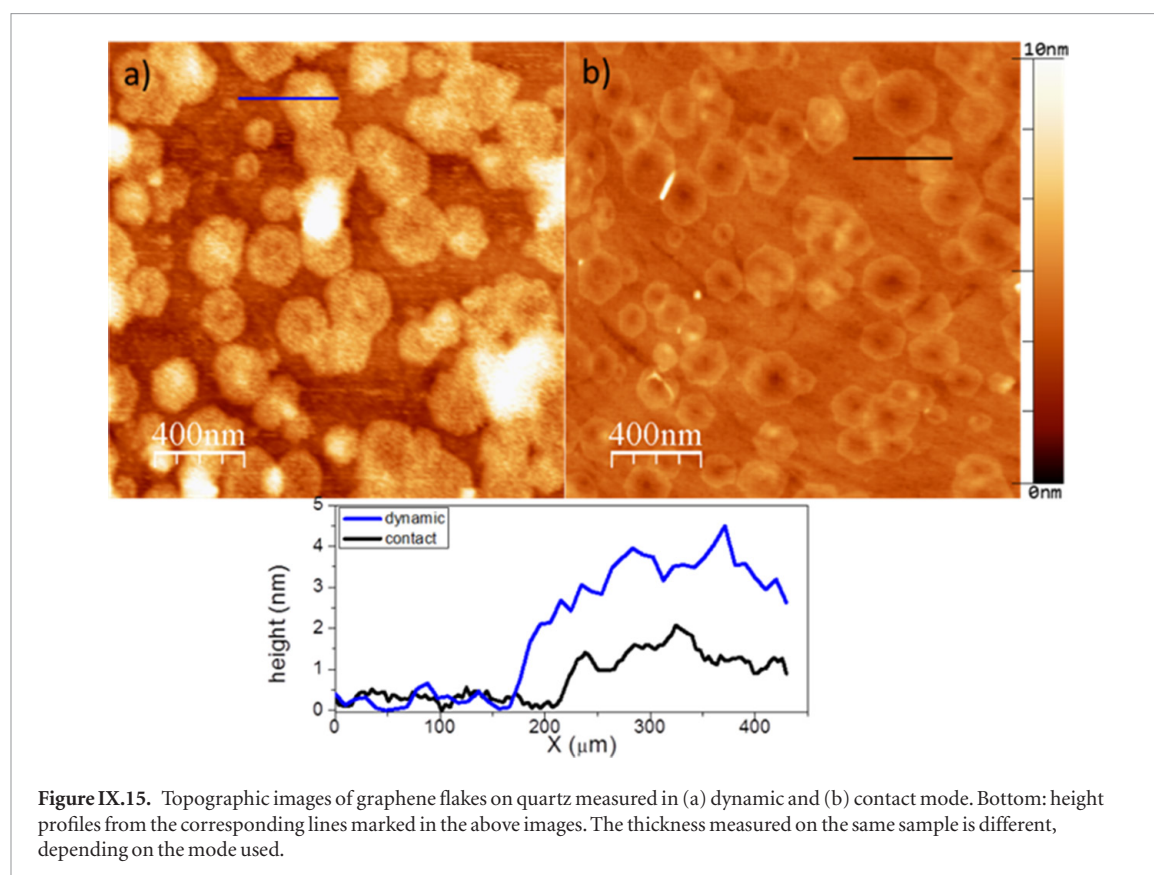 a)
b)
10nm
400nm
400nm
0nm
5
4
3
2
1
0
dynamic
contact
height (nm)
0
100
200
300
400
X (μm)
Figure IX.15. Topographic images of graphene flakes on quartz measured in (a) dynamic and (b) contact mode. Bottom: height
profiles from the corresponding lines marked in the above images. The thickness measured on the same sample is different,
depending on the mode used.